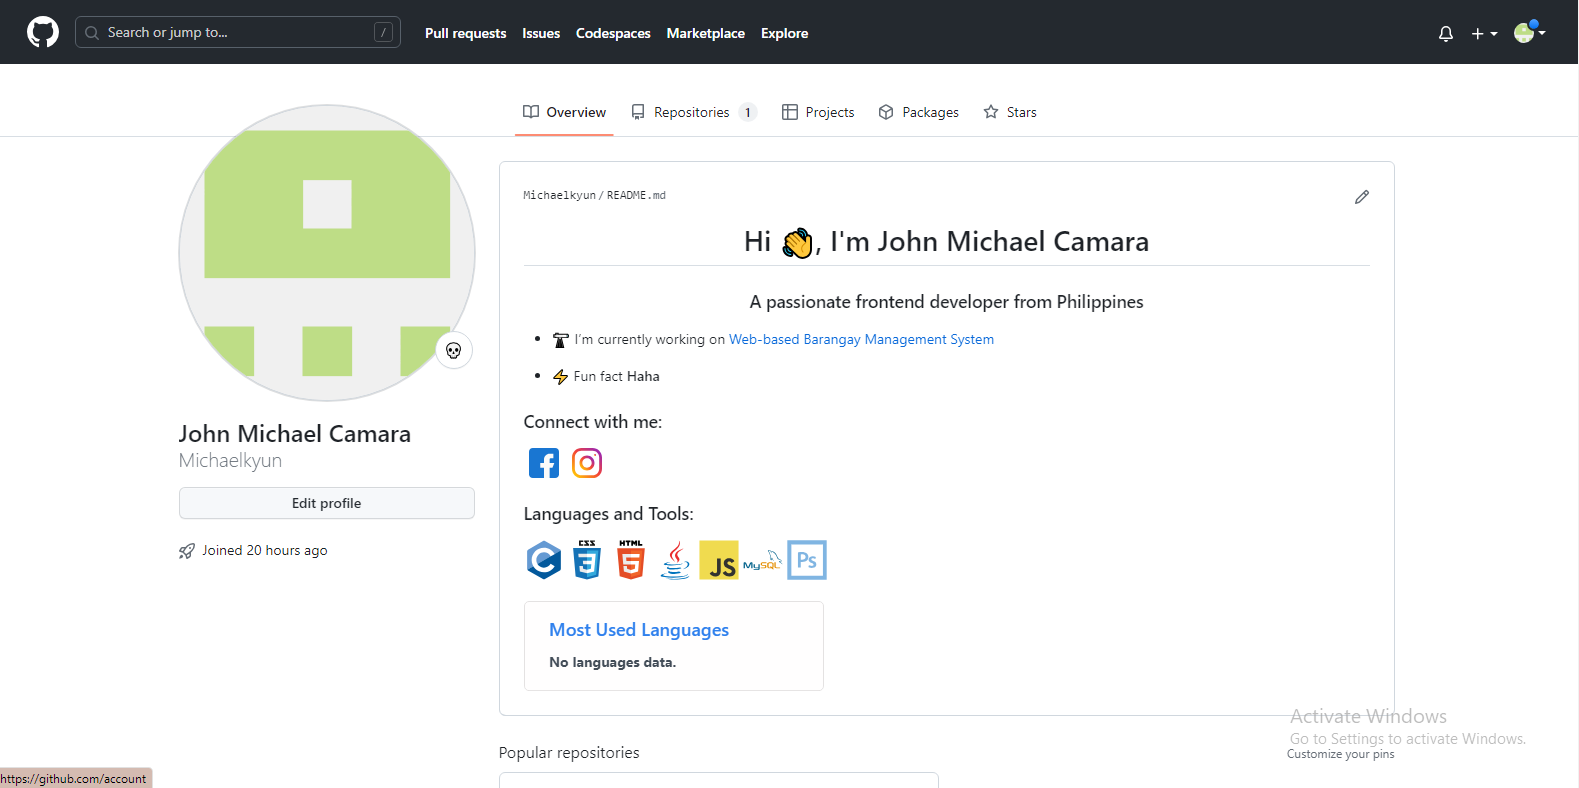 Search or jump to... / Pull requests Issues Codespaces Marketplace Explore
Overview Repositories 1 Projects Packages Stars
Michaelkyun/README.md
Hi 👋, I'm John Michael Camara
A passionate frontend developer from Philippines
I'm currently working on Web-based Barangay Management System
Fun fact Haha
Connect with me:
John Michael Camara
Michaelkyun
Edit profile
Joined 20 hours ago
Languages and Tools:
C CSS 3 HTML 5 Java JS MySQL Ps
Most Used Languages
No languages data.
Activate Windows
Go to Settings to activate Windows.
Popular repositories
Customize your pins
https://github.com/account